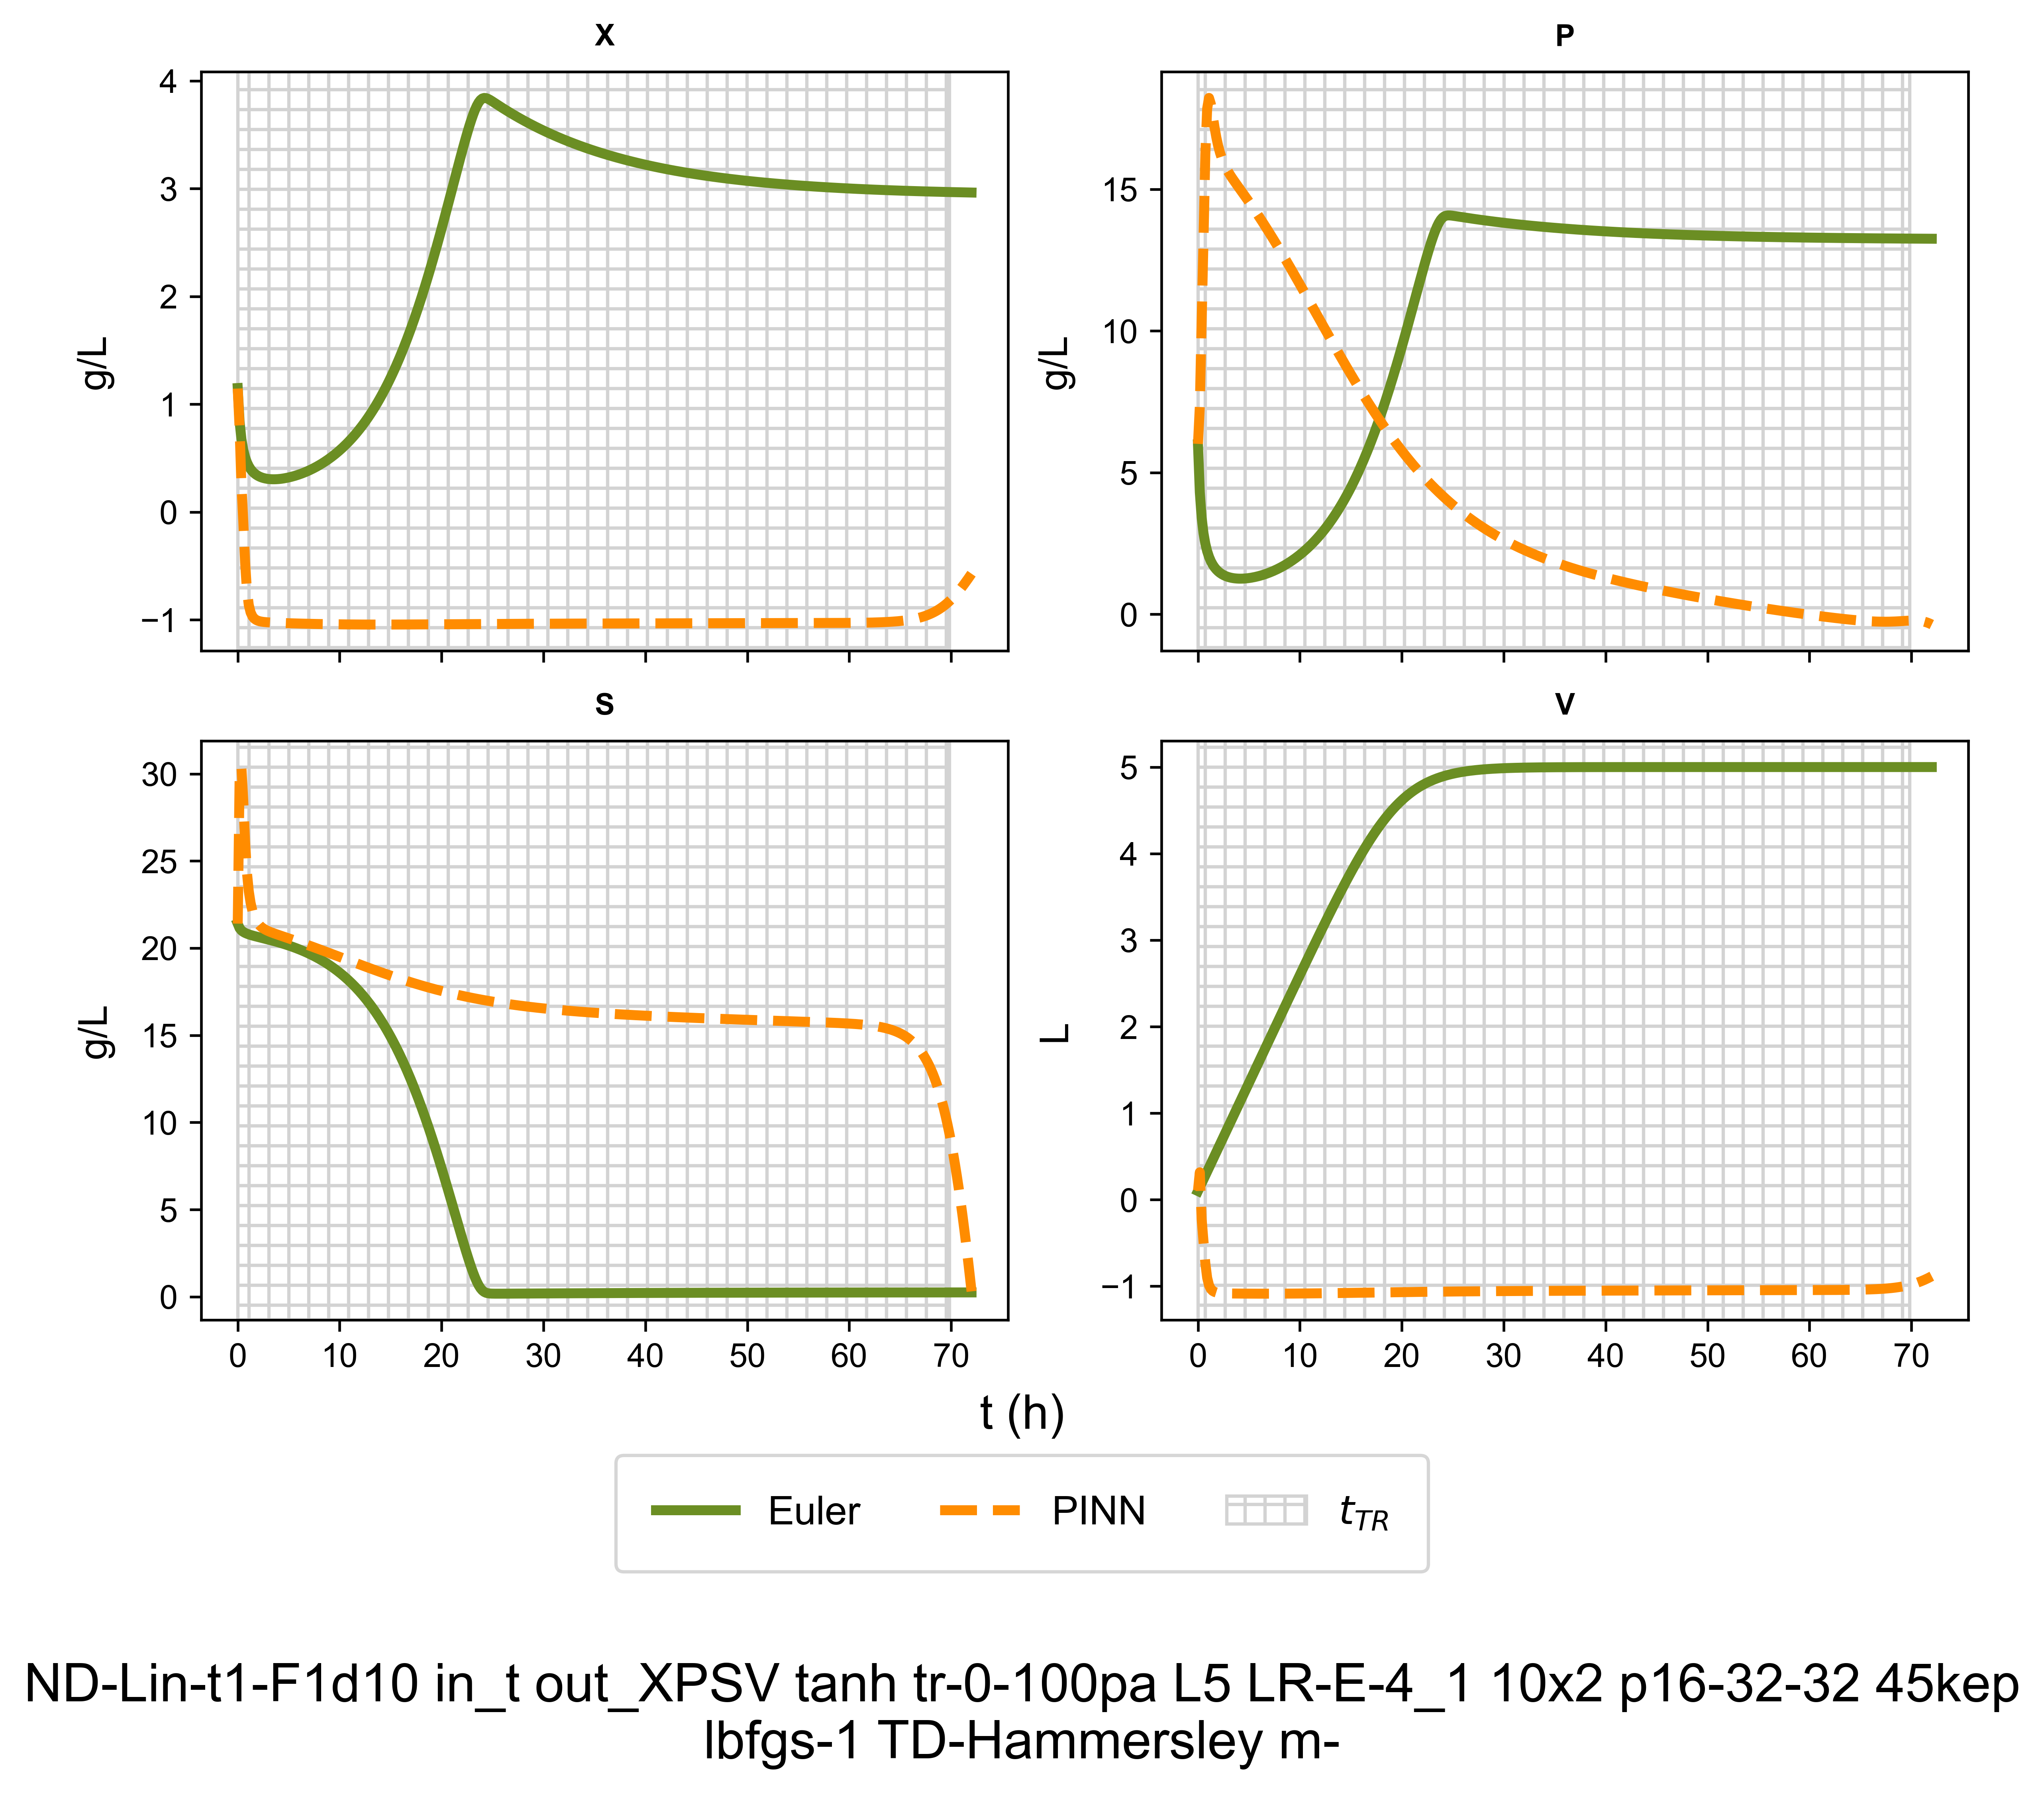 X
4
3
2
1
0
−1
g/L
P
15
10
5
0
g/L
S
30
25
20
15
10
5
0
g/L
0 10 20 30 40 50 60 70
V
5
4
3
2
1
0
−1
L
0 10 20 30 40 50 60 70
t (h)
Euler PINN t_TR
ND-Lin-t1-F1d10 in_t out_XPSV tanh tr-0-100pa L5 LR-E-4_1 10x2 p16-32-32 45kep
lbfgs-1 TD-Hammersley m-